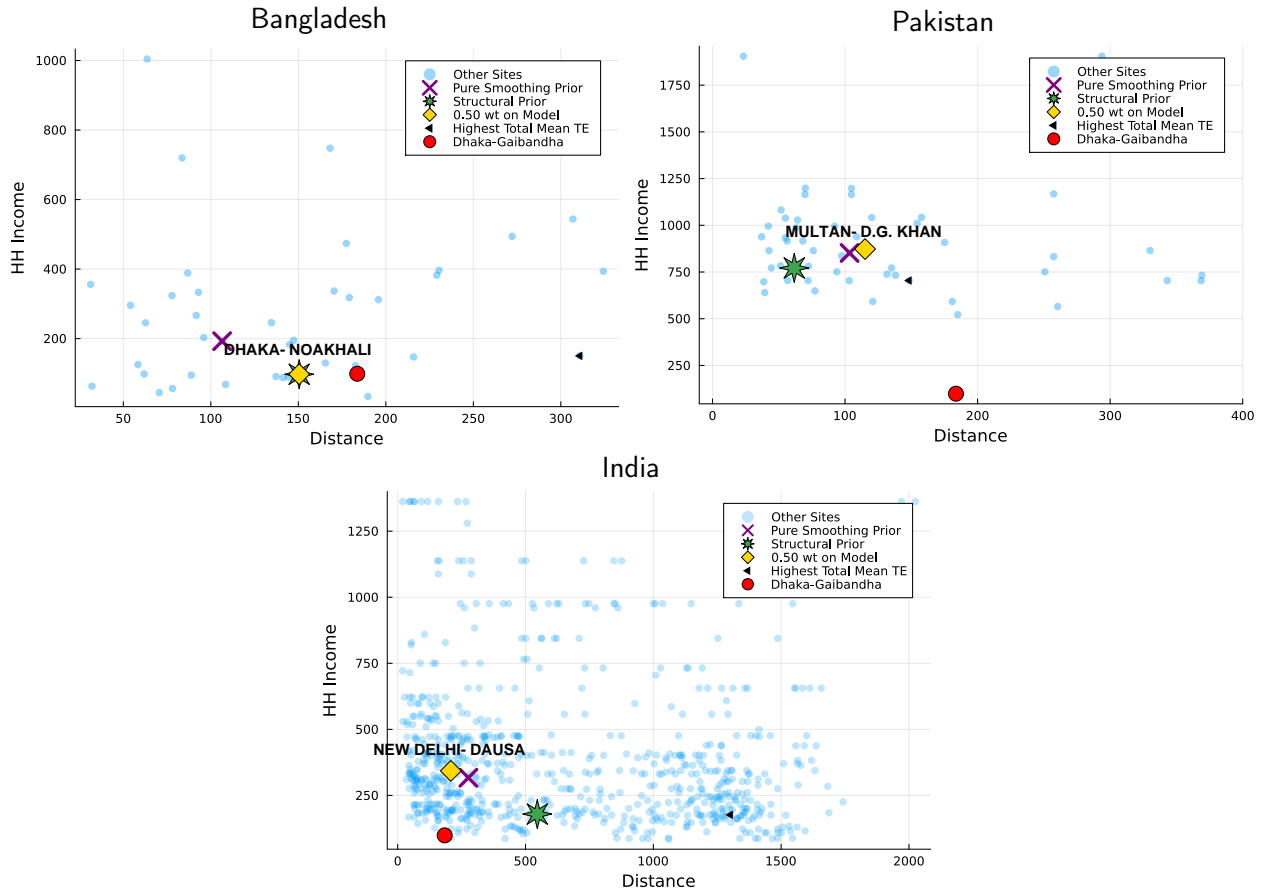 Bangladesh
1000
800
600
400
200
HH Income
Other Sites
Pure Smoothing Prior
Structural Prior
0.50 wt on Model
Highest Total Mean TE
Dhaka-Gaibandha
DHAKA- NOAKHALI
50 100 150 200 250 300
Distance
Pakistan
1750
1500
1250
1000
750
500
250
HH Income
Other Sites
Pure Smoothing Prior
Structural Prior
0.50 wt on Model
Highest Total Mean TE
Dhaka-Gaibandha
MULTAN- D.G. KHAN
0 100 200 300 400
Distance
India
1250
1000
750
500
250
HH Income
Other Sites
Pure Smoothing Prior
Structural Prior
0.50 wt on Model
Highest Total Mean TE
Dhaka-Gaibandha
NEW DELHI- DAUSA
0 500 1000 1500 2000
Distance